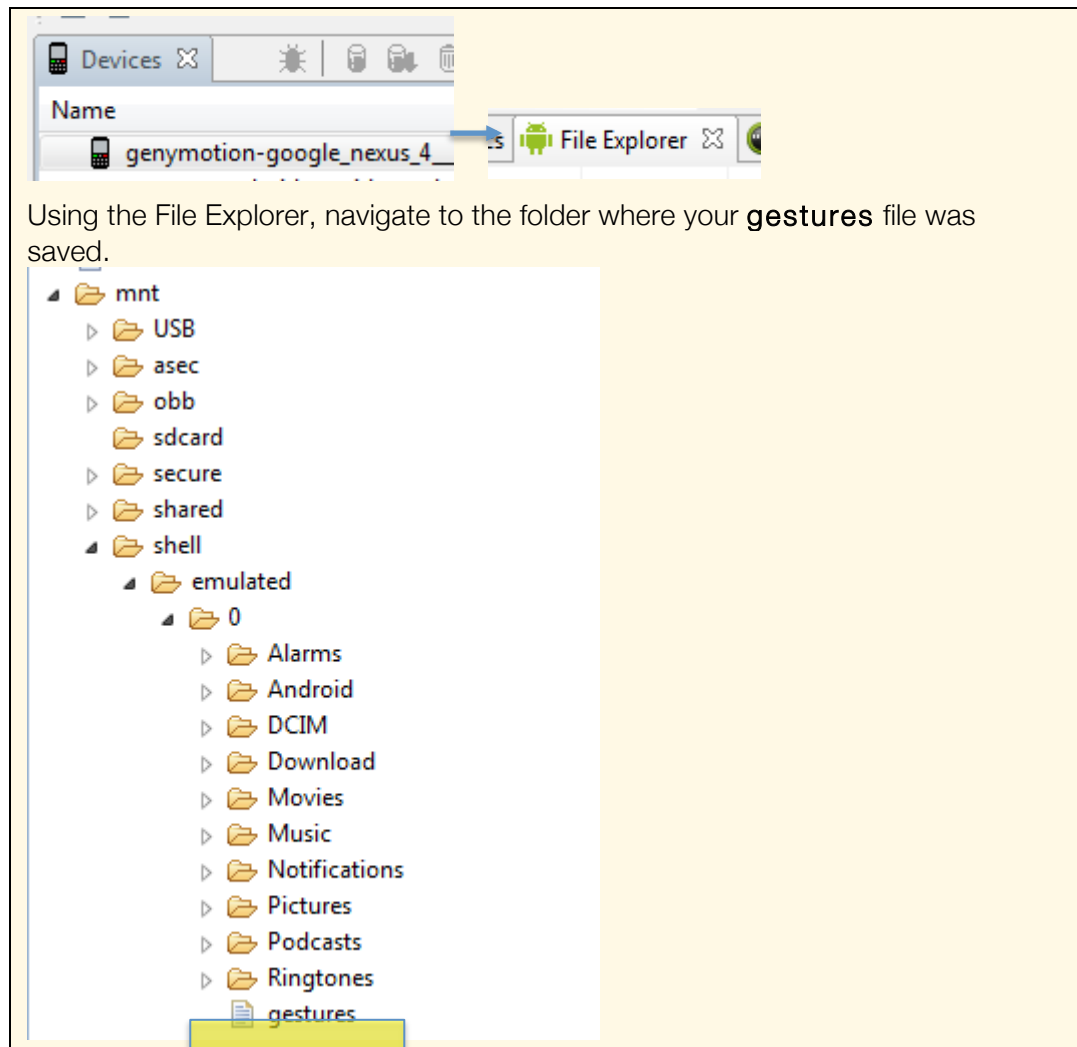 Devices
Name
genymotion-google_nexus_4__
ts File Explorer
Using the File Explorer, navigate to the folder where your gestures file was
saved.
mnt
USB
asec
obb
sdcard
secure
shared
shell
emulated
0
Alarms
Android
DCIM
Download
Movies
Music
Notifications
Pictures
Podcasts
Ringtones
gestures